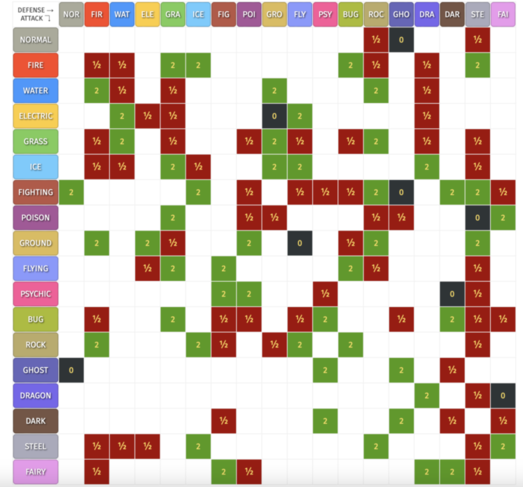 DEFENSE →
ATTACK ⤵
NOR FIR WAT ELE GRA ICE FIG POI GRO FLY PSY BUG ROC GHO DRA DAR STE FAI
NORMAL ½ 0 ½
FIRE ½ ½ 2 2 2 ½ ½ 2
WATER 2 ½ ½ 2 2 ½
ELECTRIC 2 ½ ½ 0 2 ½
GRASS ½ 2 ½ ½ 2 ½ ½ 2 ½ ½
ICE ½ ½ 2 ½ 2 2 2 ½
FIGHTING 2 2 ½ ½ ½ ½ 2 0 2 2 ½
POISON 2 ½ ½ ½ ½ 0 2
GROUND 2 2 ½ 2 0 ½ 2 2
FLYING ½ 2 2 2 ½ ½
PSYCHIC 2 2 ½ 0 ½
BUG ½ 2 ½ ½ ½ 2 ½ 2 ½ ½
ROCK 2 2 ½ ½ 2 2 ½
GHOST 0 2 2 ½
DRAGON 2 ½ 0
DARK ½ 2 2 ½ ½
STEEL ½ ½ ½ 2 2 ½ 2
FAIRY ½ 2 ½ 2 2 ½